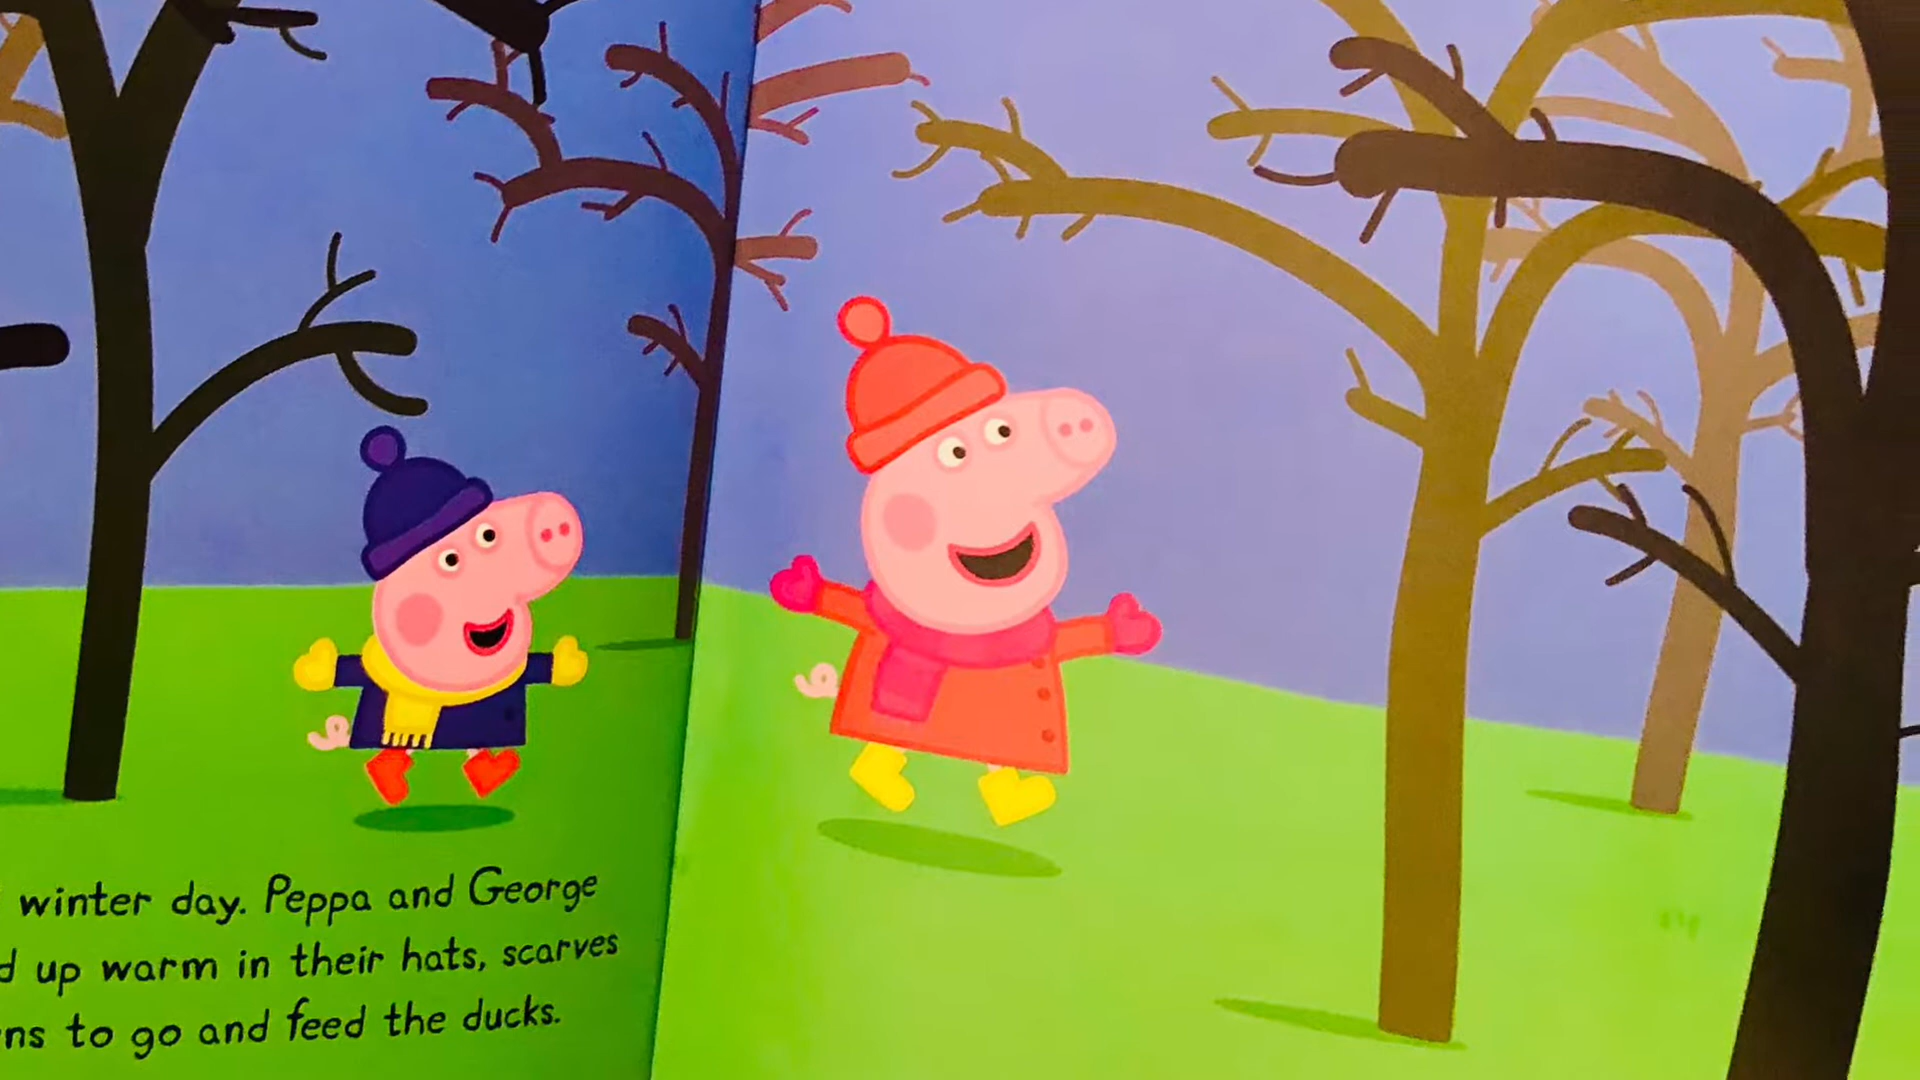 winter day. Peppa and George
up warm in their hats, scarves
to go and feed the ducks.